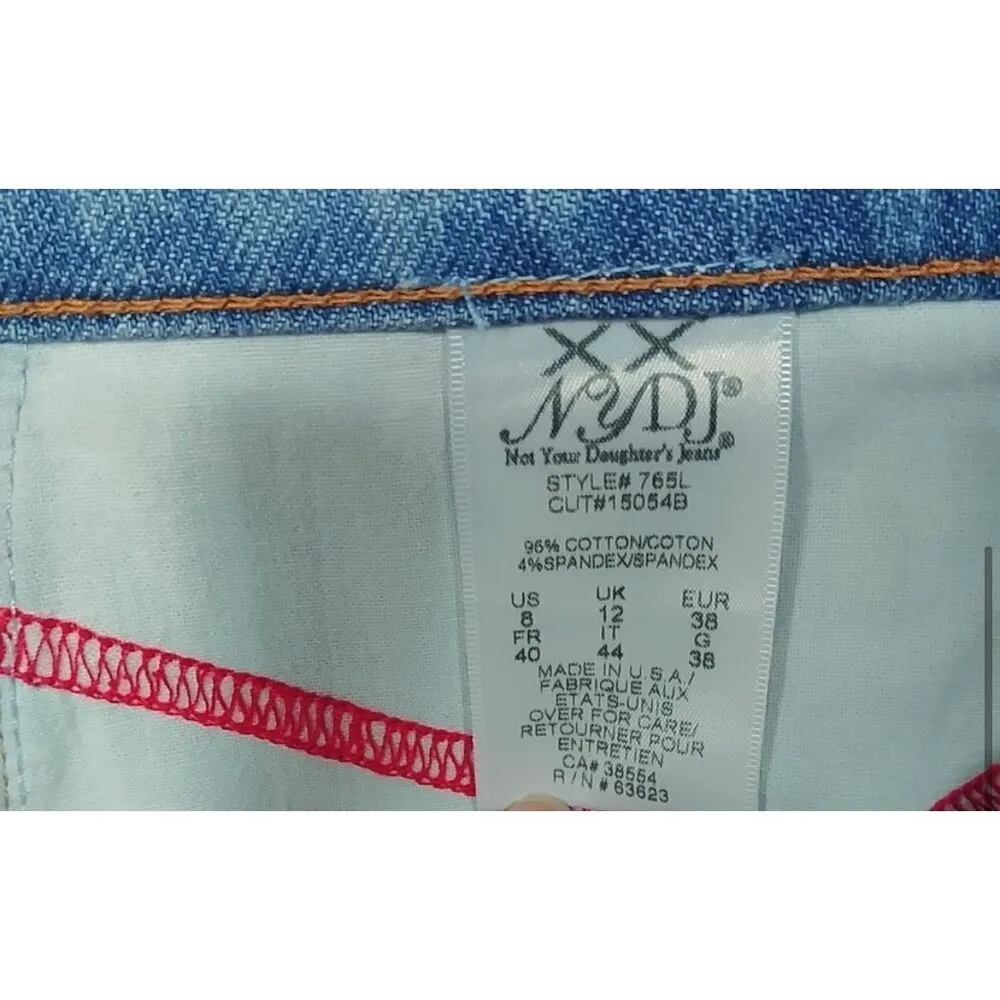 XX
NYDJ®
Not Your Daughter's Jeans®
STYLE# 765L
CUT#15054B
96% COTTON/COTON
4%SPANDEX/SPANDEX
US UK EUR
8 12 38
FR IT G
40 44 38
MADE IN U.S.A./
FABRIQUE AUX
ETATS-UNIS
OVER FOR CARE/
RETOURNER POUR
ENTRETIEN
CA# 38554
R/N # 63623